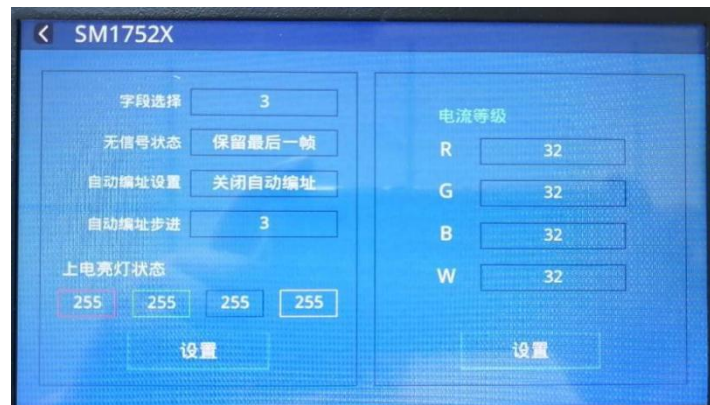 SM1752X
字段选择 3
无信号状态 保留最后一帧
自动编址设置 关闭自动编址
自动编址步进 3
上电亮灯状态
255 255 255 255
设置
电流等级
R 32
G 32
B 32
W 32
设置